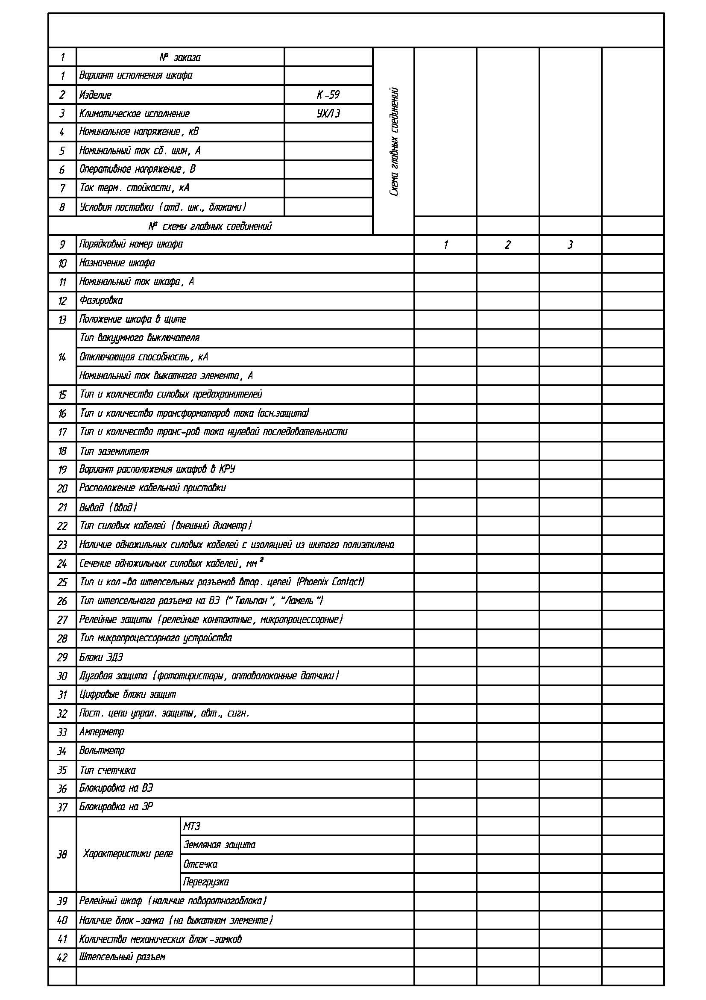 1 № заказа
1 Вариант исполнения шкафа
2 Изделие К-59
3 Климатическое исполнение УХЛ3
4 Номинальное напряжение, кВ
5 Номинальный ток сб. шин, А
6 Оперативное напряжение, В
7 Ток терм. стойкости, кА
8 Условия поставки (отд. шк., блоками)
Схема главных соединений
№ схемы главных соединений
9 Порядковый номер шкафа 1 2 3
10 Назначение шкафа
11 Номинальный ток шкафа, А
12 Фазировка
13 Положение шкафа в щите
14 Тип вакуумного выключателя
Отключающая способность, кА
Номинальный ток выкатного элемента, А
15 Тип и количество силовых предохранителей
16 Тип и количество трансформаторов тока (осн.защита)
17 Тип и количество транс-ров тока нулевой последовательности
18 Тип заземлителя
19 Вариант расположения шкафов в КРУ
20 Расположение кабельной приставки
21 Вывод (ввод)
22 Тип силовых кабелей (внешний диаметр)
23 Наличие одножильных силовых кабелей с изоляцией из шитого полиэтилена
24 Сечение одножильных силовых кабелей, мм²
25 Тип и кол-во штепсельных разъемов втор. цепей (Phoenix Contact)
26 Тип штепсельного разъема на ВЭ ("Тюльпан", "Ламель")
27 Релейные защиты (релейные контактные, микропроцессорные)
28 Тип микропроцессорного устройства
29 Блоки ЭДЗ
30 Дуговая защита (фототиристоры, оптоволоконные датчики)
31 Цифровые блоки защит
32 Пост. цепи упрал. защиты, авт., сигн.
33 Амперметр
34 Вольтметр
35 Тип счетчика
36 Блокировка на ВЭ
37 Блокировка на ЗР
38 Характеристики реле МТЗ
Земляная защита
Отсечка
Перегрузка
39 Релейный шкаф (наличие поворотногоблока)
40 Наличие блок-замка (на выкатном элементе)
41 Количество механических блок-замков
42 Штепсельный разъем